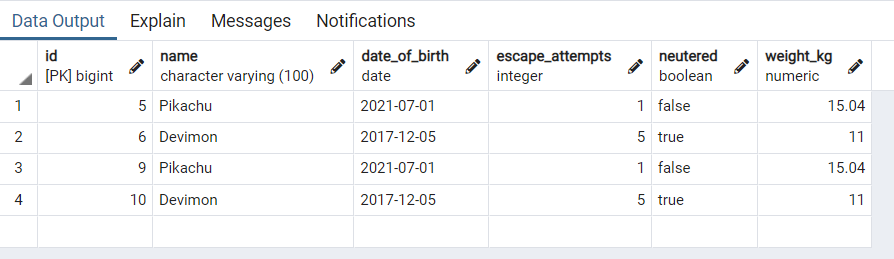 Data Output Explain Messages Notifications
id name date_of_birth escape_attempts neutered weight_kg
[PK] bigint character varying (100) date integer boolean numeric
1 5 Pikachu 2021-07-01 1 false 15.04
2 6 Devimon 2017-12-05 5 true 11
3 9 Pikachu 2021-07-01 1 false 15.04
4 10 Devimon 2017-12-05 5 true 11